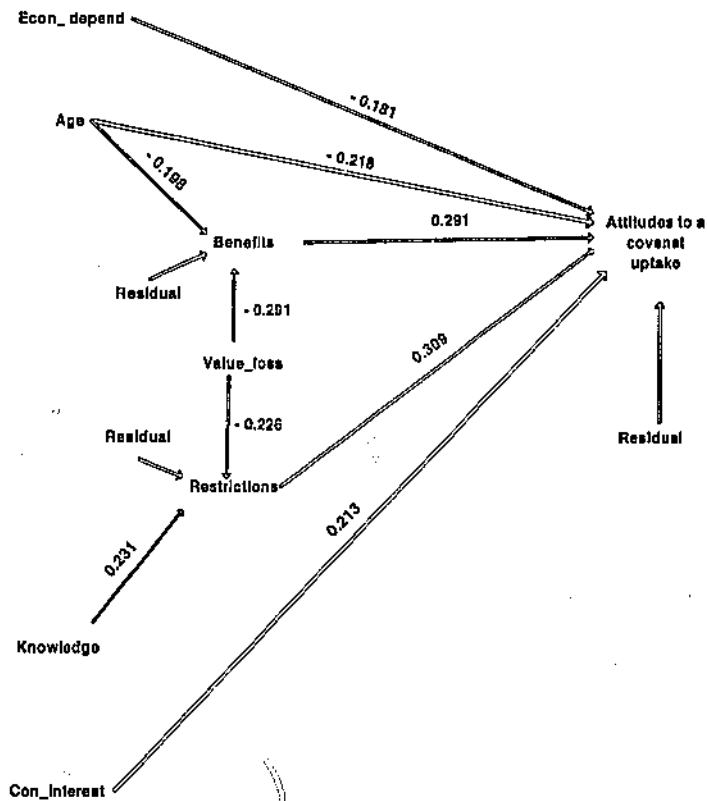 Econ_depend
- 0.181
Age
- 0.218
- 0.198
0.291
Attitudes to a
covenat
uptake
Benefits
Residual
- 0.291
Value_loss
0.309
- 0.226
Residual
Residual
Restrictions
0.213
0.231
Knowledge
Con_interest